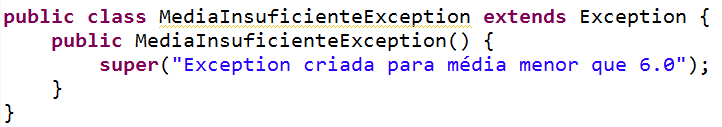 public class MediaInsuficienteException extends Exception {
public MediaInsuficienteException() {
super("Exception criada para média menor que 6.0");
}
}